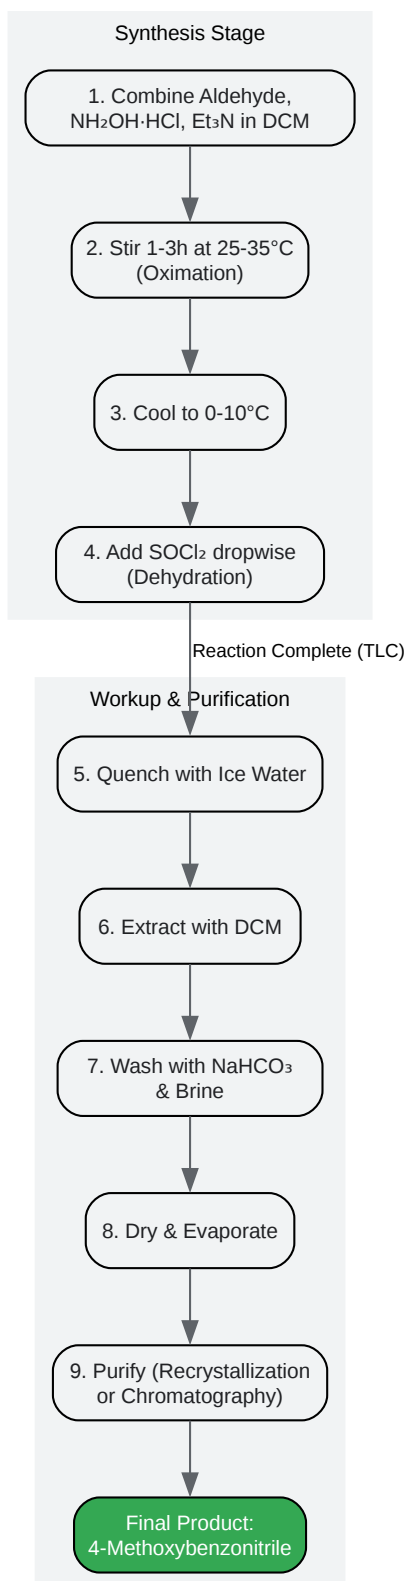 Synthesis Stage
1. Combine Aldehyde,
NH₂OH·HCl, Et₃N in DCM
2. Stir 1-3h at 25-35°C
(Oximation)
3. Cool to 0-10°C
4. Add SOCl₂ dropwise
(Dehydration)
Reaction Complete (TLC)
Workup & Purification
5. Quench with Ice Water
6. Extract with DCM
7. Wash with NaHCO₃
& Brine
8. Dry & Evaporate
9. Purify (Recrystallization
or Chromatography)
Final Product:
4-Methoxybenzonitrile